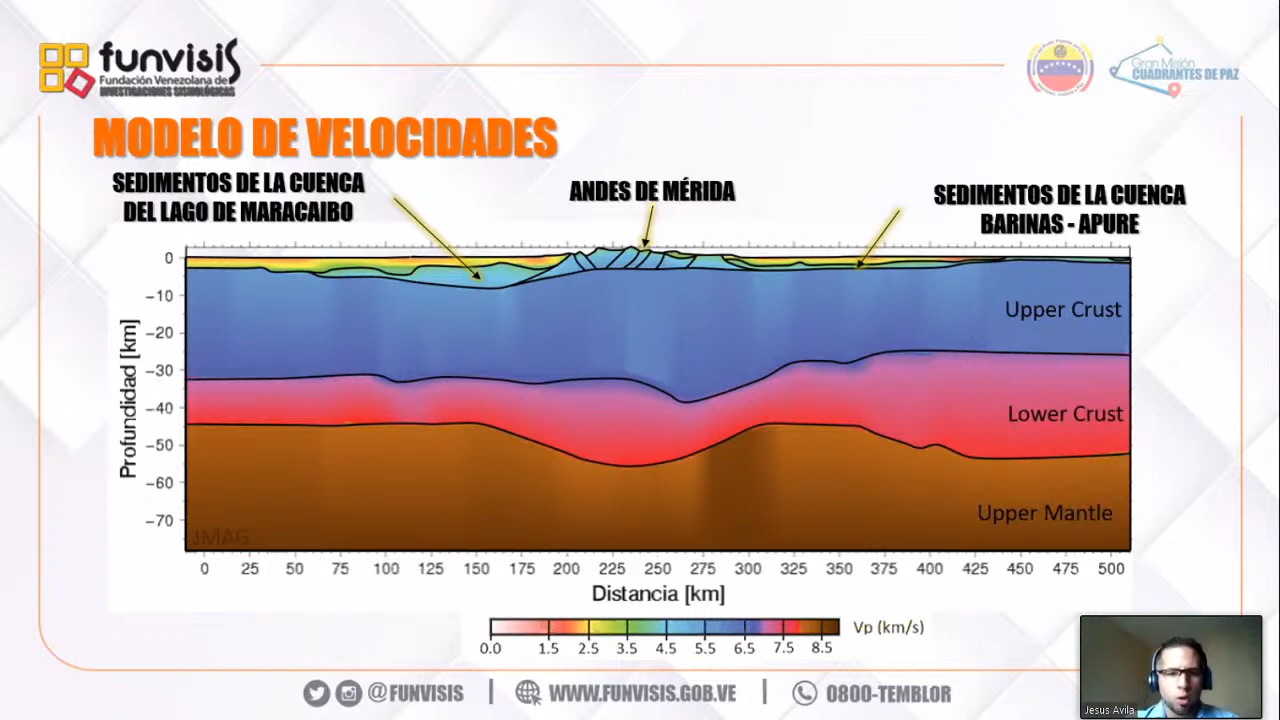 funvisis
Fundación Venezolana de
INVESTIGACIONES SISMOLÓGICAS
Gran Misión
CUADRANTES DE PAZ
MODELO DE VELOCIDADES
SEDIMENTOS DE LA CUENCA
DEL LAGO DE MARACAIBO
ANDES DE MÉRIDA
SEDIMENTOS DE LA CUENCA
BARINAS - APURE
Profundidad [km]
0
-10
-20
-30
-40
-50
-60
-70
Upper Crust
Lower Crust
Upper Mantle
JMAG
0 25 50 75 100 125 150 175 200 225 250 275 300 325 350 375 400 425 450 475 500
Distancia [km]
Vp (km/s)
0.0 1.5 2.5 3.5 4.5 5.5 6.5 7.5 8.5
@FUNVISIS | WWW.FUNVISIS.GOB.VE | 0800-TEMBLOR
Jesus Avila